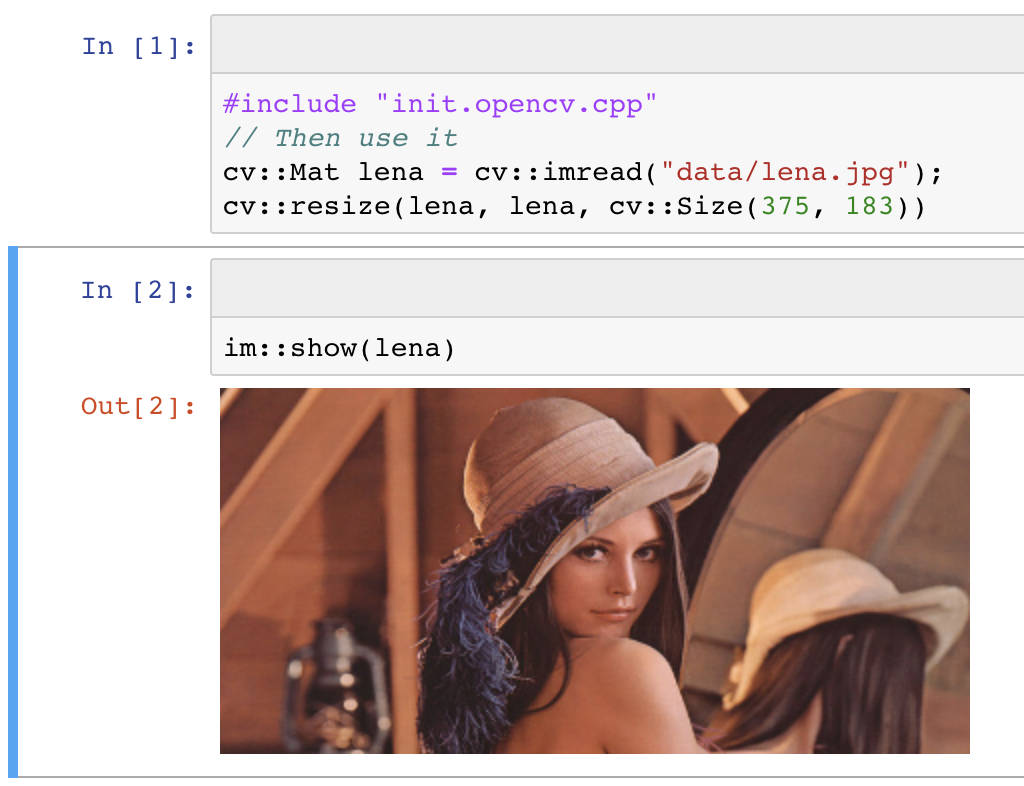 In [1]:
#include "init.opencv.cpp"
// Then use it
cv::Mat lena = cv::imread("data/lena.jpg");
cv::resize(lena, lena, cv::Size(375, 183))
In [2]:
im::show(lena)
Out[2]: